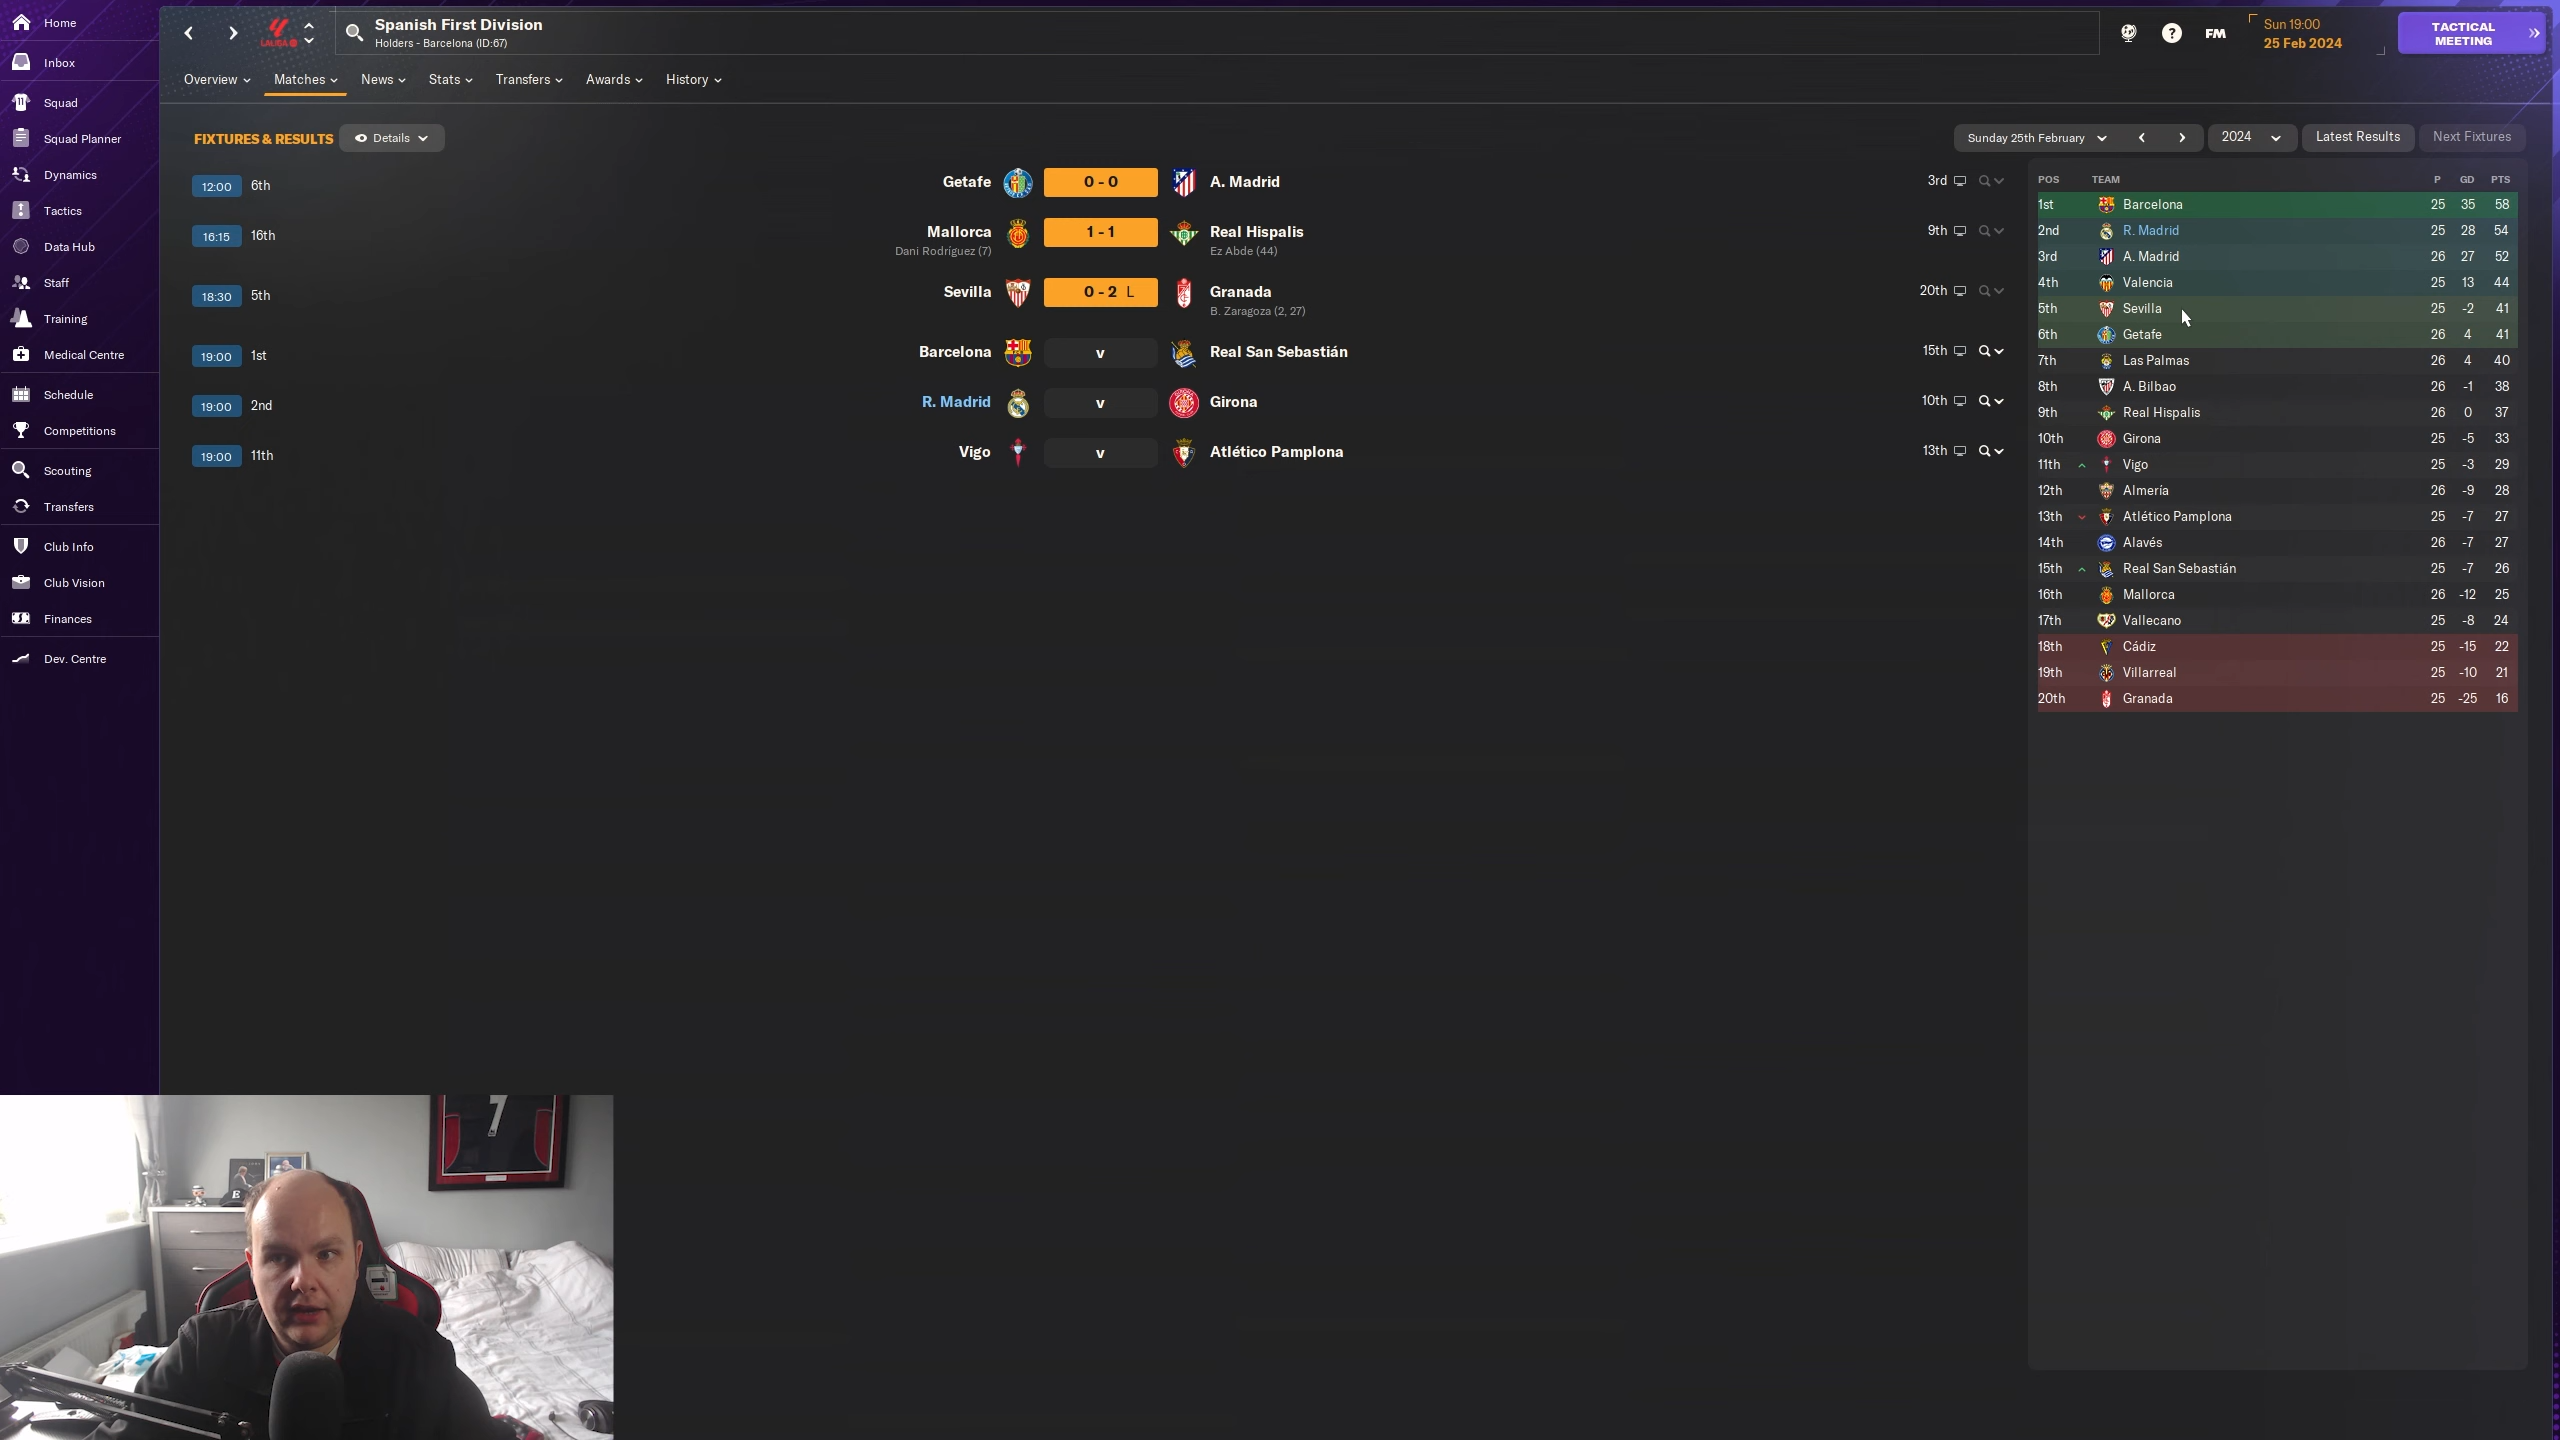 Home
Inbox
Squad
Squad Planner
Dynamics
Tactics
Data Hub
Staff
Training
Medical Centre
Schedule
Competitions
Scouting
Transfers
Club Info
Club Vision
Finances
Dev. Centre
LALIGA
Spanish First Division
Holders - Barcelona (ID:67)
FM
Sun 19:00
25 Feb 2024
TACTICAL
MEETING
Overview Matches News Stats Transfers Awards History
FIXTURES & RESULTS Details
Sunday 25th February 2024 Latest Results Next Fixtures
12:00 6th Getafe 0 - 0 A. Madrid 3rd
16:15 16th Mallorca 1 - 1 Real Hispalis 9th
Dani Rodríguez (7) Ez Abde (44)
18:30 5th Sevilla 0 - 2 L Granada 20th
B. Zaragoza (2, 27)
19:00 1st Barcelona v Real San Sebastián 15th
19:00 2nd R. Madrid v Girona 10th
19:00 11th Vigo v Atlético Pamplona 13th
POS TEAM P GD PTS
1st Barcelona 25 35 58
2nd R. Madrid 25 28 54
3rd A. Madrid 26 27 52
4th Valencia 25 13 44
5th Sevilla 25 -2 41
6th Getafe 26 4 41
7th Las Palmas 26 4 40
8th A. Bilbao 26 -1 38
9th Real Hispalis 26 0 37
10th Girona 25 -5 33
11th Vigo 25 -3 29
12th Almería 26 -9 28
13th Atlético Pamplona 25 -7 27
14th Alavés 26 -7 27
15th Real San Sebastián 25 -7 26
16th Mallorca 26 -12 25
17th Vallecano 25 -8 24
18th Cádiz 25 -15 22
19th Villarreal 25 -10 21
20th Granada 25 -25 16
7
E